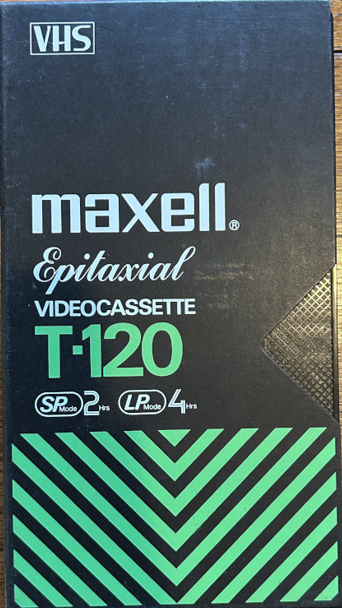 VHS
maxell®
Epitaxial
VIDEOCASSETTE
T-120
SP Mode 2 Hrs LP Mode 4 Hrs